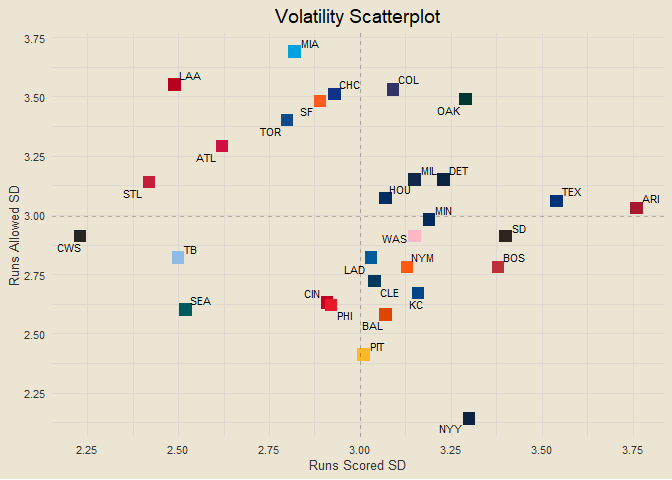 Volatility Scatterplot
3.75
MIA
LAA
CHC
COL
3.50
SF
OAK
TOR
3.25
ATL
MIL
DET
STL
HOU
TEX
ARI
3.00
MIN
SD
CWS
WAS
TB
NYM
BOS
2.75
LAD
CLE
SEA
CIN
KC
PHI
BAL
2.50
PIT
2.25
NYY
2.25 2.50 2.75 3.00 3.25 3.50 3.75
Runs Scored SD
Runs Allowed SD